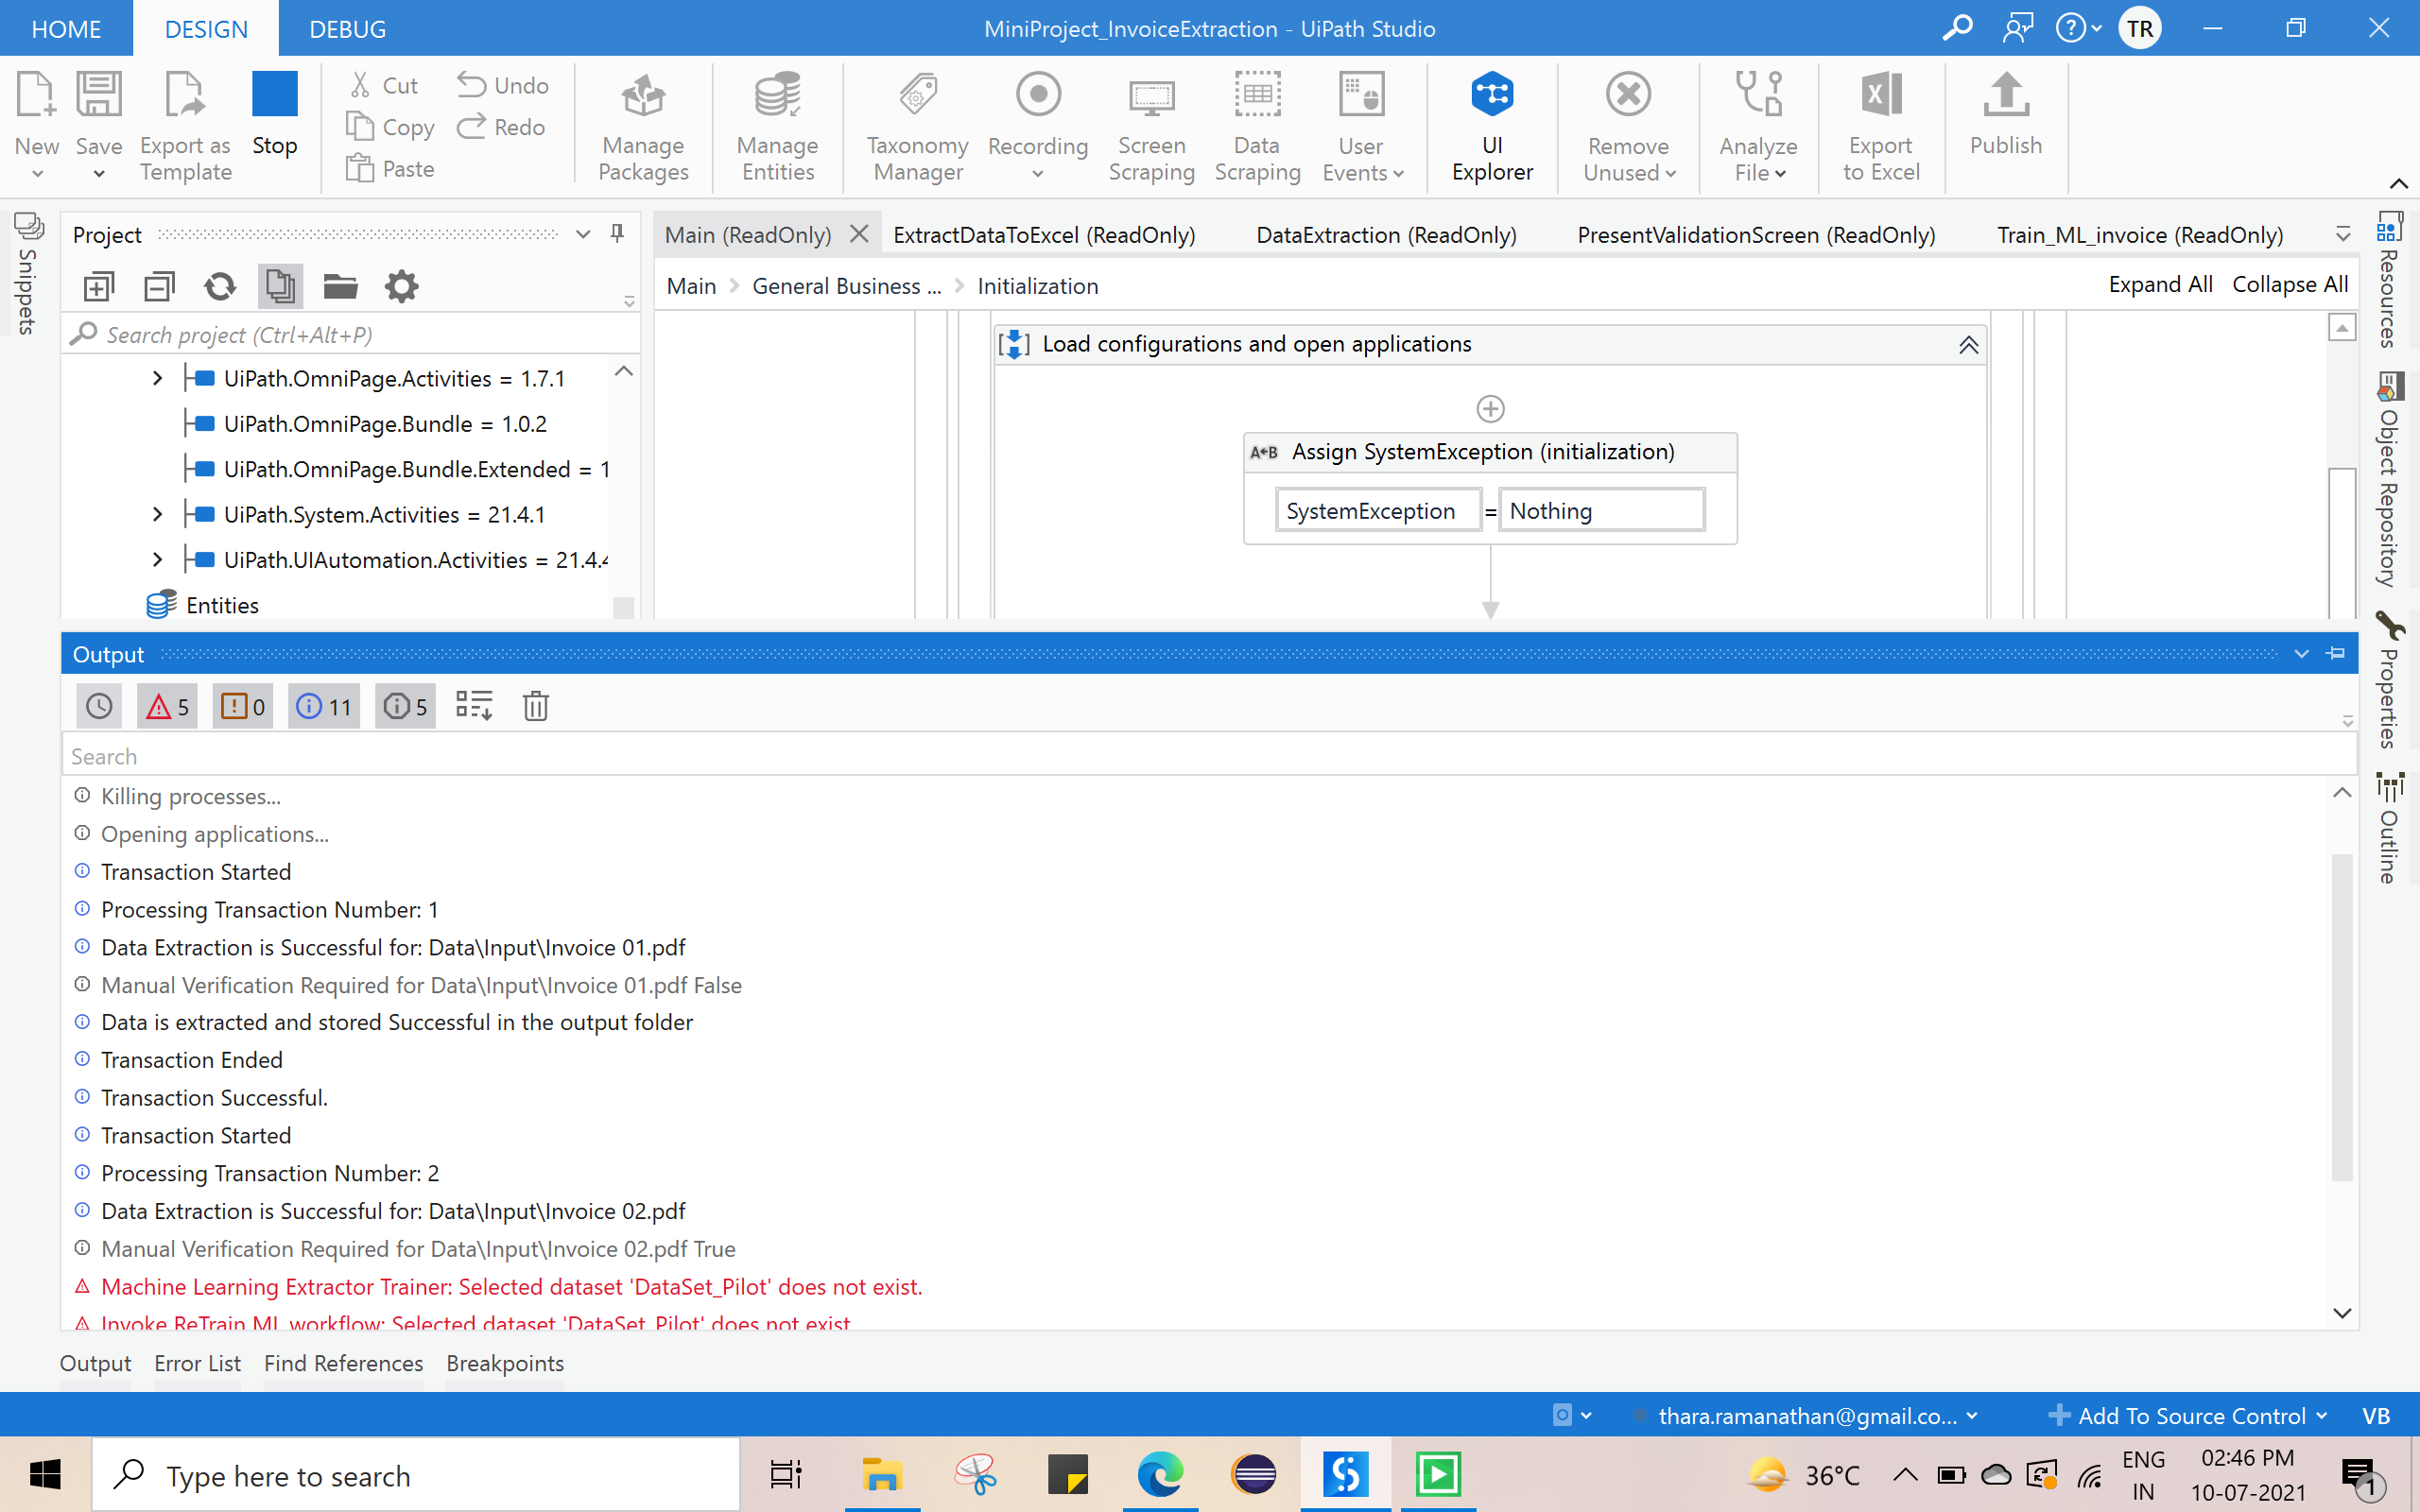 HOME DESIGN DEBUG MiniProject_InvoiceExtraction - UiPath Studio TR
New Save Export as Template Stop
Cut Copy Paste Undo Redo
Manage Packages
Manage Entities
Taxonomy Manager
Recording
Screen Scraping
Data Scraping
User Events
UI Explorer
Remove Unused
Analyze File
Export to Excel
Publish
Snippets
Project
Search project (Ctrl+Alt+P)
UiPath.OmniPage.Activities = 1.7.1
UiPath.OmniPage.Bundle = 1.0.2
UiPath.OmniPage.Bundle.Extended = 1
UiPath.System.Activities = 21.4.1
UiPath.UIAutomation.Activities = 21.4.4
Entities
Main (ReadOnly) ExtractDataToExcel (ReadOnly) DataExtraction (ReadOnly) PresentValidationScreen (ReadOnly) Train_ML_invoice (ReadOnly)
Main General Business ... Initialization Expand All Collapse All
Load configurations and open applications
A B Assign SystemException (initialization)
SystemException = Nothing
Resources
Object Repository
Properties
Outline
Output
5 0 11 5
Search
Killing processes...
Opening applications...
Transaction Started
Processing Transaction Number: 1
Data Extraction is Successful for: Data\Input\Invoice 01.pdf
Manual Verification Required for Data\Input\Invoice 01.pdf False
Data is extracted and stored Successful in the output folder
Transaction Ended
Transaction Successful.
Transaction Started
Processing Transaction Number: 2
Data Extraction is Successful for: Data\Input\Invoice 02.pdf
Manual Verification Required for Data\Input\Invoice 02.pdf True
Machine Learning Extractor Trainer: Selected dataset 'DataSet_Pilot' does not exist.
Invoke ReTrain ML workflow: Selected dataset 'DataSet_Pilot' does not exist
Output Error List Find References Breakpoints
thara.ramanathan@gmail.co... Add To Source Control VB
Type here to search
36°C
ENG
IN
02:46 PM
10-07-2021
1